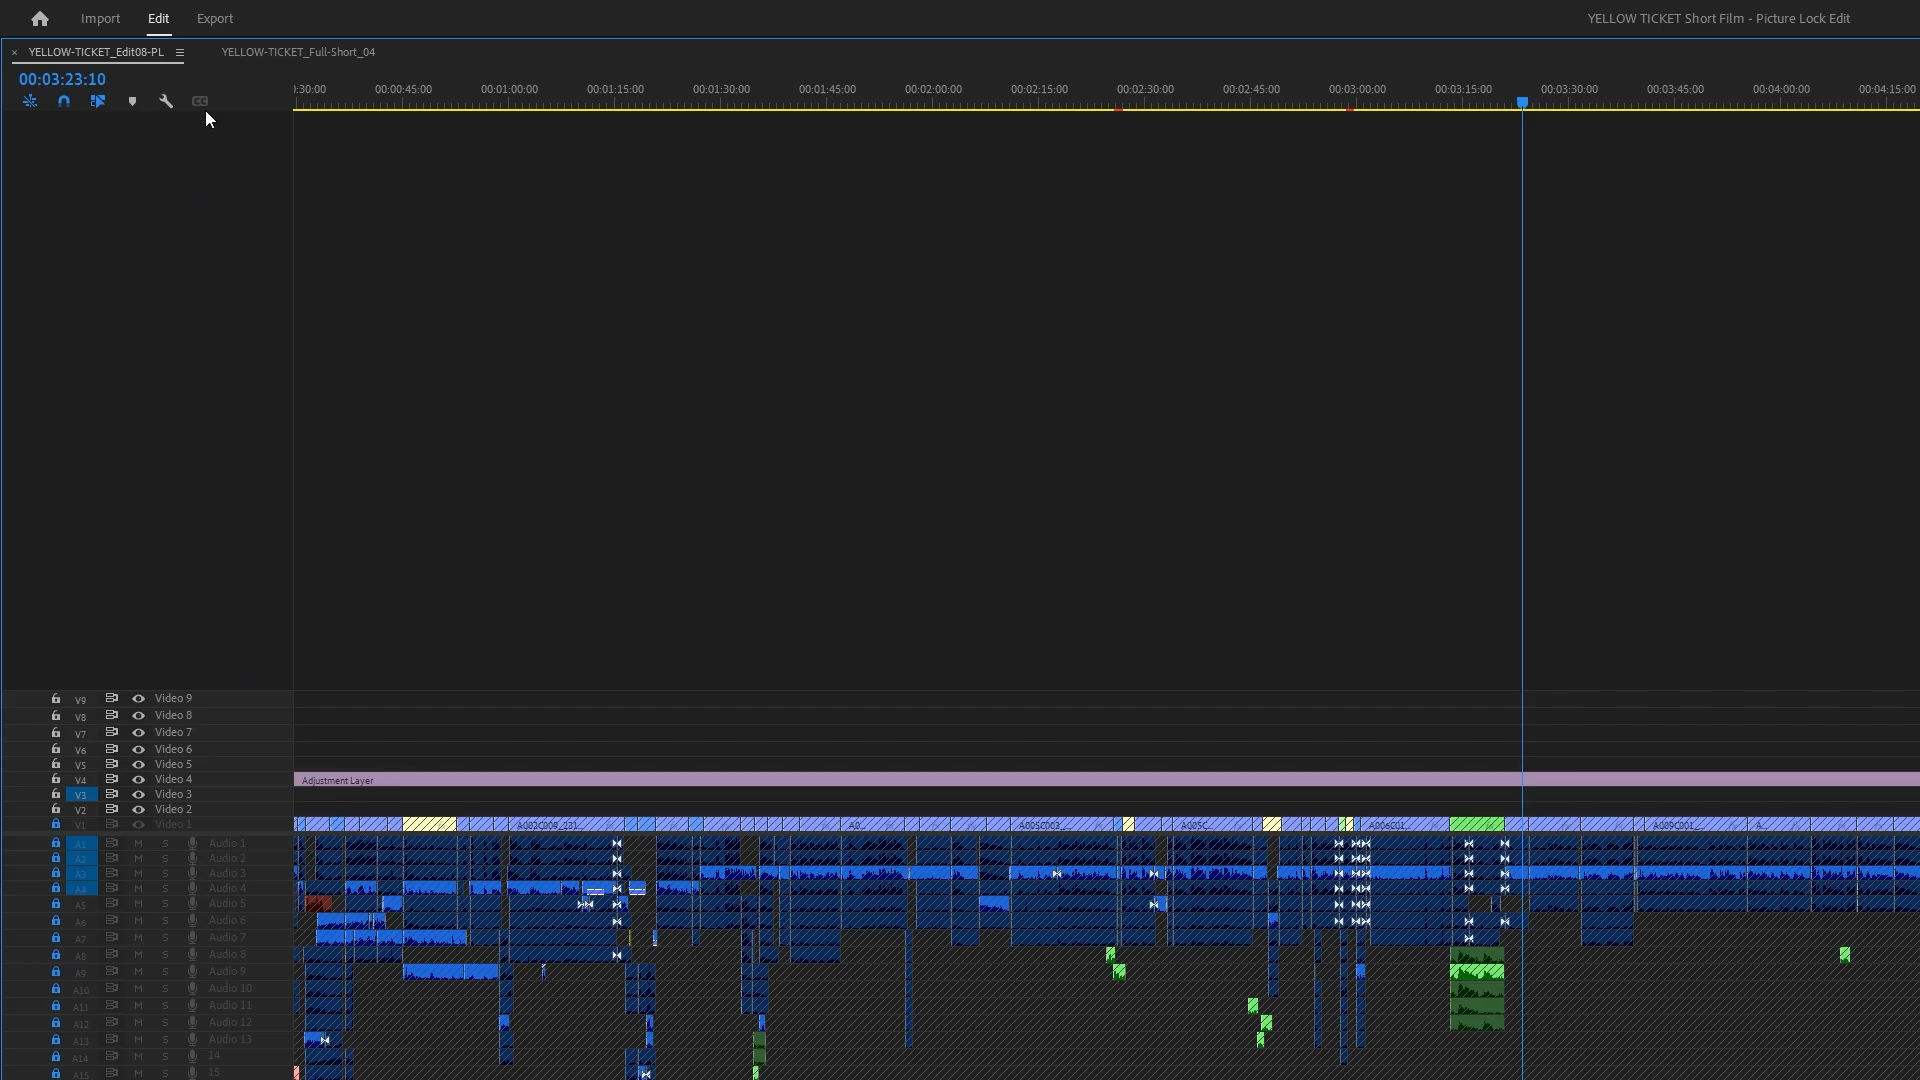 Import Edit Export YELLOW TICKET Short Film - Picture Lock Edit
× YELLOW-TICKET_Edit08-PL YELLOW-TICKET_Full-Short_04
00:03:23:10
:30:00 00:00:45:00 00:01:00:00 00:01:15:00 00:01:30:00 00:01:45:00 00:02:00:00 00:02:15:00 00:02:30:00 00:02:45:00 00:03:00:00 00:03:15:00 00:03:30:00 00:03:45:00 00:04:00:00 00:04:15:00
CC
V9 Video 9
V8 Video 8
V7 Video 7
V6 Video 6
V5 Video 5
V4 Video 4 Adjustment Layer
V3 Video 3
V2 Video 2
V1 Video 1 A002C009_231... A0... A005C003_... A005C... A006C01... A009C001_... A...
A1 M S Audio 1
A2 M S Audio 2
A3 M S Audio 3
A4 M S Audio 4
A5 M S Audio 5
A6 M S Audio 6
A7 M S Audio 7
A8 M S Audio 8
A9 M S Audio 9
A10 M S Audio 10
A11 M S Audio 11
A12 M S Audio 12
A13 M S Audio 13
A14 M S 14
A15 M S 15